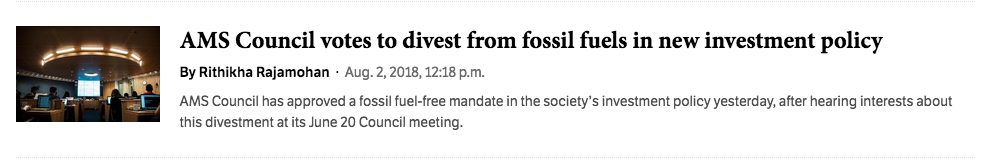 AMS Council votes to divest from fossil fuels in new investment policy
By Rithikha Rajamohan · Aug. 2, 2018, 12:18 p.m.
AMS Council has approved a fossil fuel-free mandate in the society's investment policy yesterday, after hearing interests about
this divestment at its June 20 Council meeting.